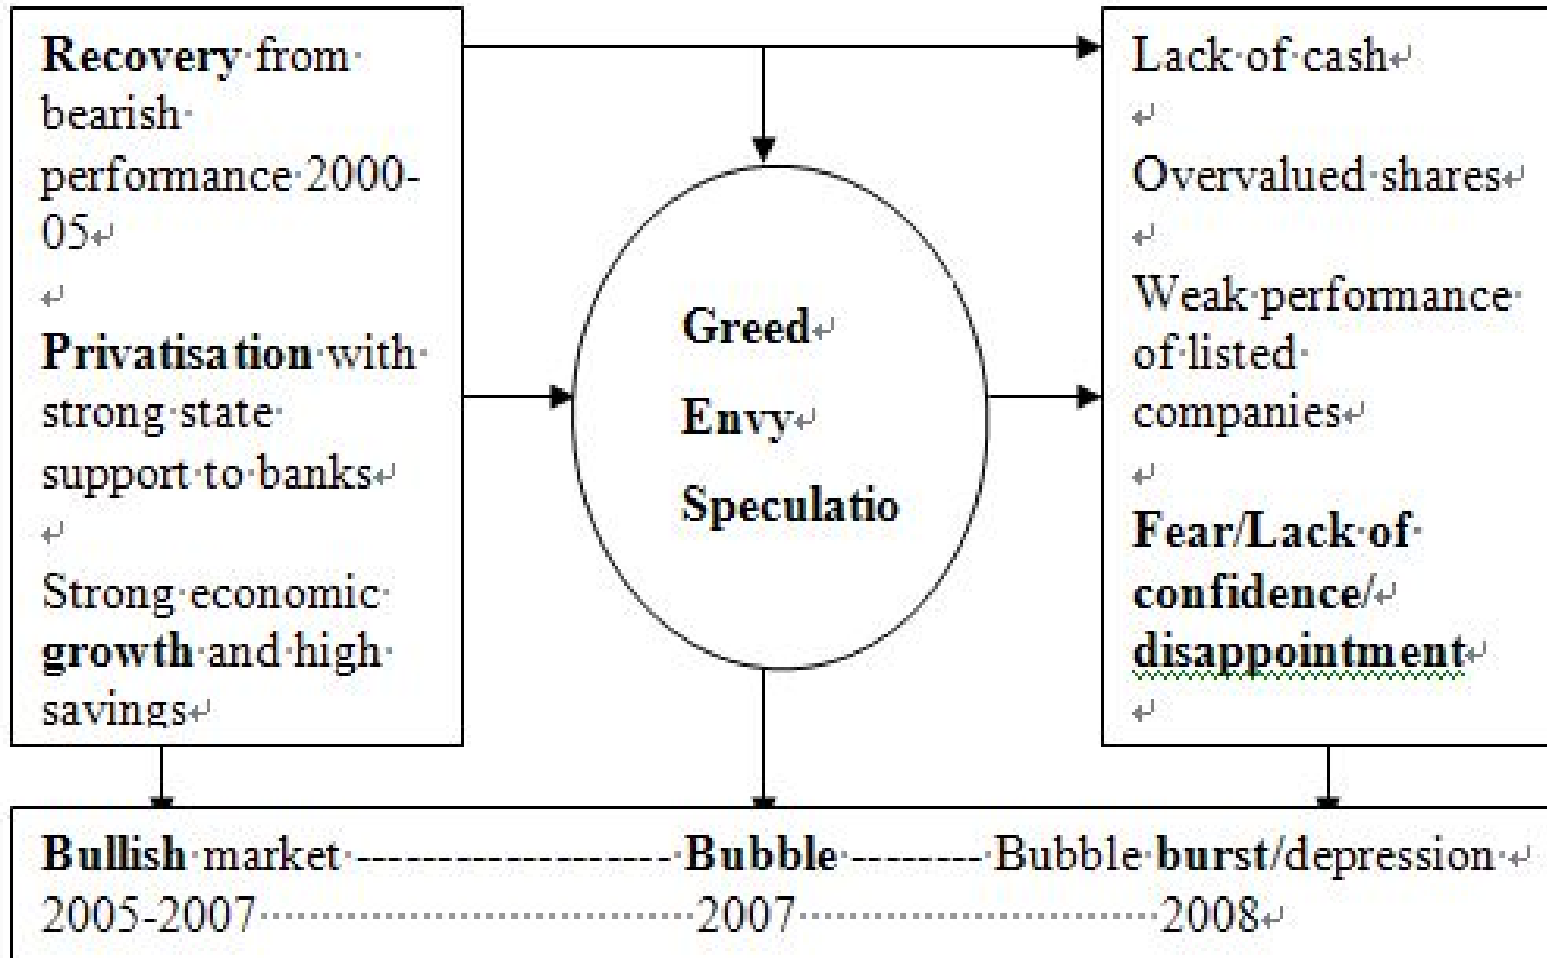 Recovery from
bearish
performance 2000-
05
Privatisation with
strong state
support to banks
Strong economic
growth and high
savings
Greed
Envy
Speculatio
Lack of cash
Overvalued shares
Weak performance
of listed
companies
Fear/Lack of
confidence/
disappointment
Bullish market ------------------- Bubble -------- Bubble burst/depression
2005-2007 2007 2008